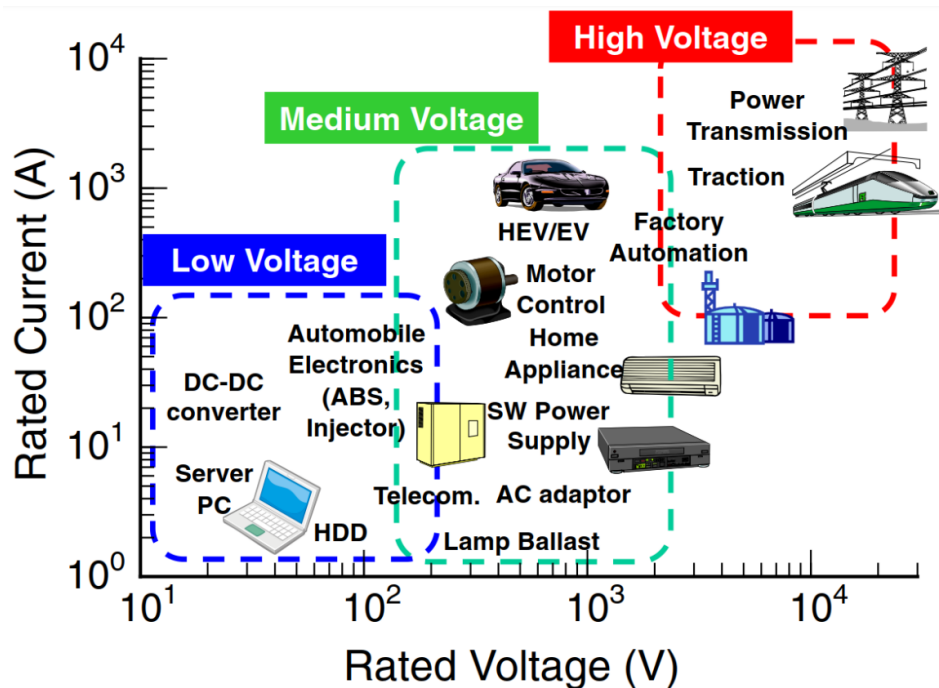 High Voltage
Medium Voltage
Low Voltage
Rated Current (A)
10⁴
10³
10²
10¹
10⁰
Power
Transmission
Traction
HEV/EV
Factory
Automation
Motor
Control
Home
Appliance
Automobile
Electronics
(ABS,
Injector)
DC-DC
converter
SW Power
Supply
Server
PC
HDD
Telecom.
AC adaptor
Lamp Ballast
10¹
10²
10³
10⁴
Rated Voltage (V)